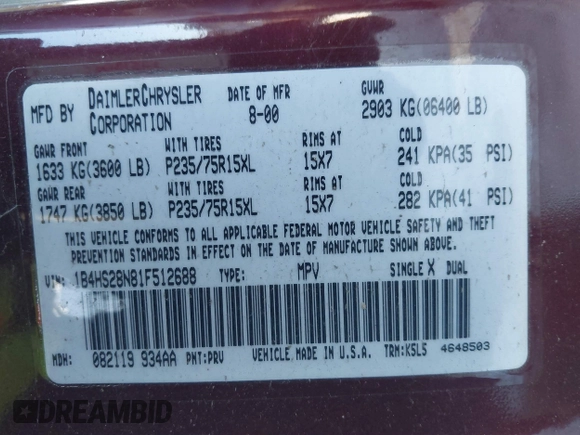 MFD BY DAIMLERCHRYSLER CORPORATION DATE OF MFR 8-00 GVWR 2903 KG(06400 LB)
GAWR FRONT WITH TIRES RIMS AT COLD
1633 KG(3600 LB) P235/75R15XL 15X7 241 KPA(35 PSI)
GAWR REAR WITH TIRES RIMS AT COLD
1747 KG(3850 LB) P235/75R15XL 15X7 282 KPA(41 PSI)
THIS VEHICLE CONFORMS TO ALL APPLICABLE FEDERAL MOTOR VEHICLE SAFETY AND THEFT
PREVENTION STANDARDS IN EFFECT ON THE DATE OF MANUFACTURE SHOWN ABOVE.
VIN: 1B4HS28N81F512688 TYPE: MPV SINGLE X DUAL
MDH: 082119 934AA PNT:PRV VEHICLE MADE IN U.S.A. TRM:K5L5 4648503
DREAMBID